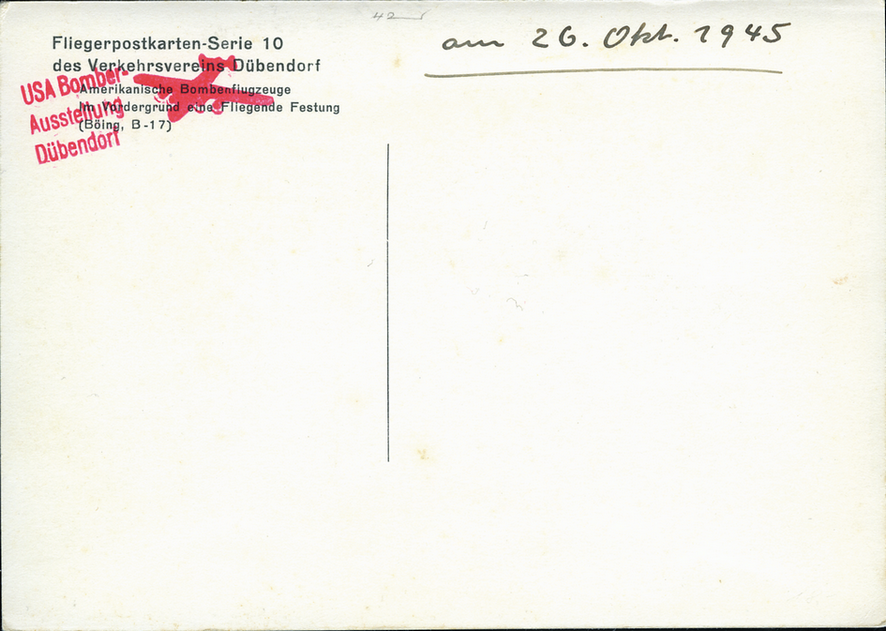 42
am 26. Okt. 1945
Fliegerpostkarten-Serie 10
des Verkehrsvereins Dübendorf
Amerikanische Bombenflugzeuge
Im Vordergrund eine Fliegende Festung
(Böing, B-17)
USA Bomber-
Ausstellung
Dübendorf